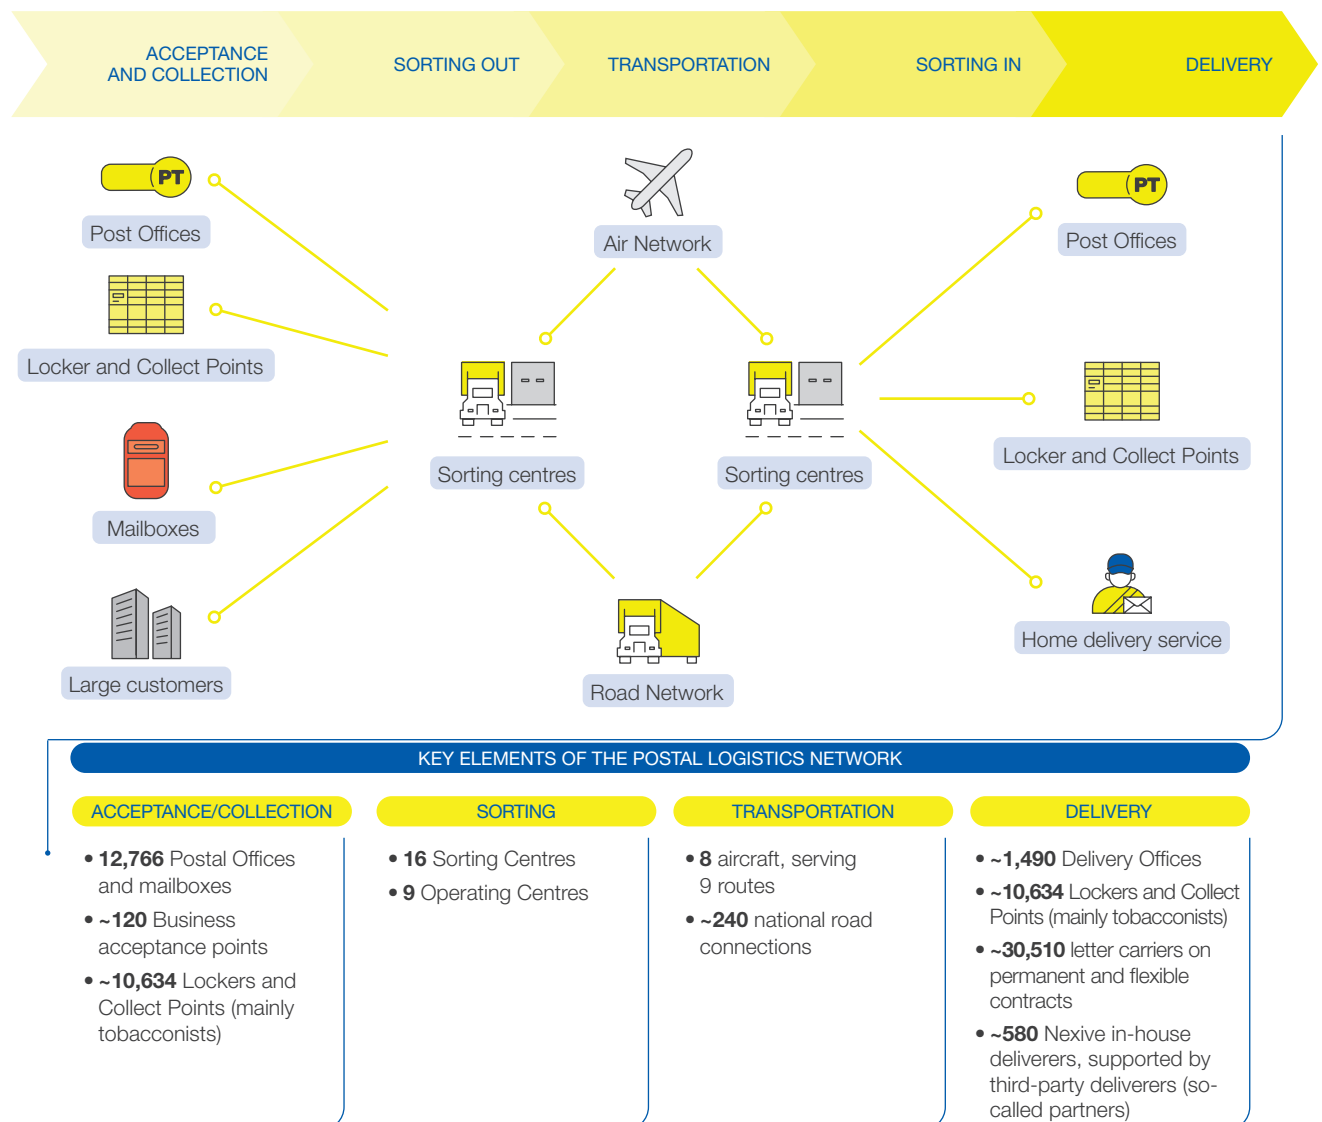 ACCEPTANCE
AND COLLECTION
SORTING OUT
TRANSPORTATION
SORTING IN
DELIVERY
PT
Post Offices
Locker and Collect Points
Mailboxes
Large customers
Air Network
Sorting centres
Sorting centres
Road Network
PT
Post Offices
Locker and Collect Points
Home delivery service
KEY ELEMENTS OF THE POSTAL LOGISTICS NETWORK
ACCEPTANCE/COLLECTION
• 12,766 Postal Offices
and mailboxes
• ~120 Business
acceptance points
• ~10,634 Lockers and
Collect Points (mainly
tobacconists)
SORTING
• 16 Sorting Centres
• 9 Operating Centres
TRANSPORTATION
• 8 aircraft, serving
9 routes
• ~240 national road
connections
DELIVERY
• ~1,490 Delivery Offices
• ~10,634 Lockers and Collect
Points (mainly tobacconists)
• ~30,510 letter carriers on
permanent and flexible
contracts
• ~580 Nexive in-house
deliverers, supported by
third-party deliverers (so-
called partners)